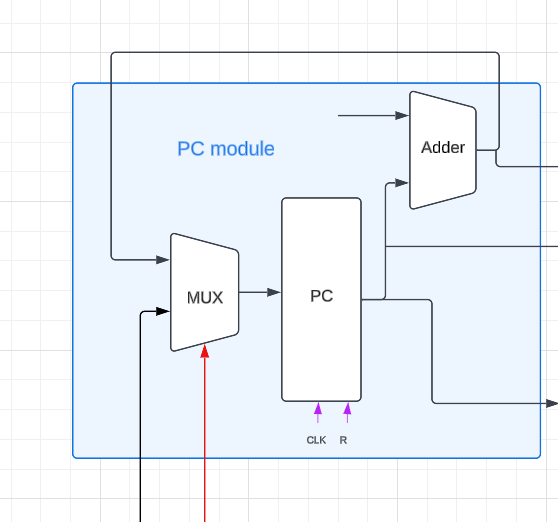 Adder
PC module
MUX
PC
CLK R